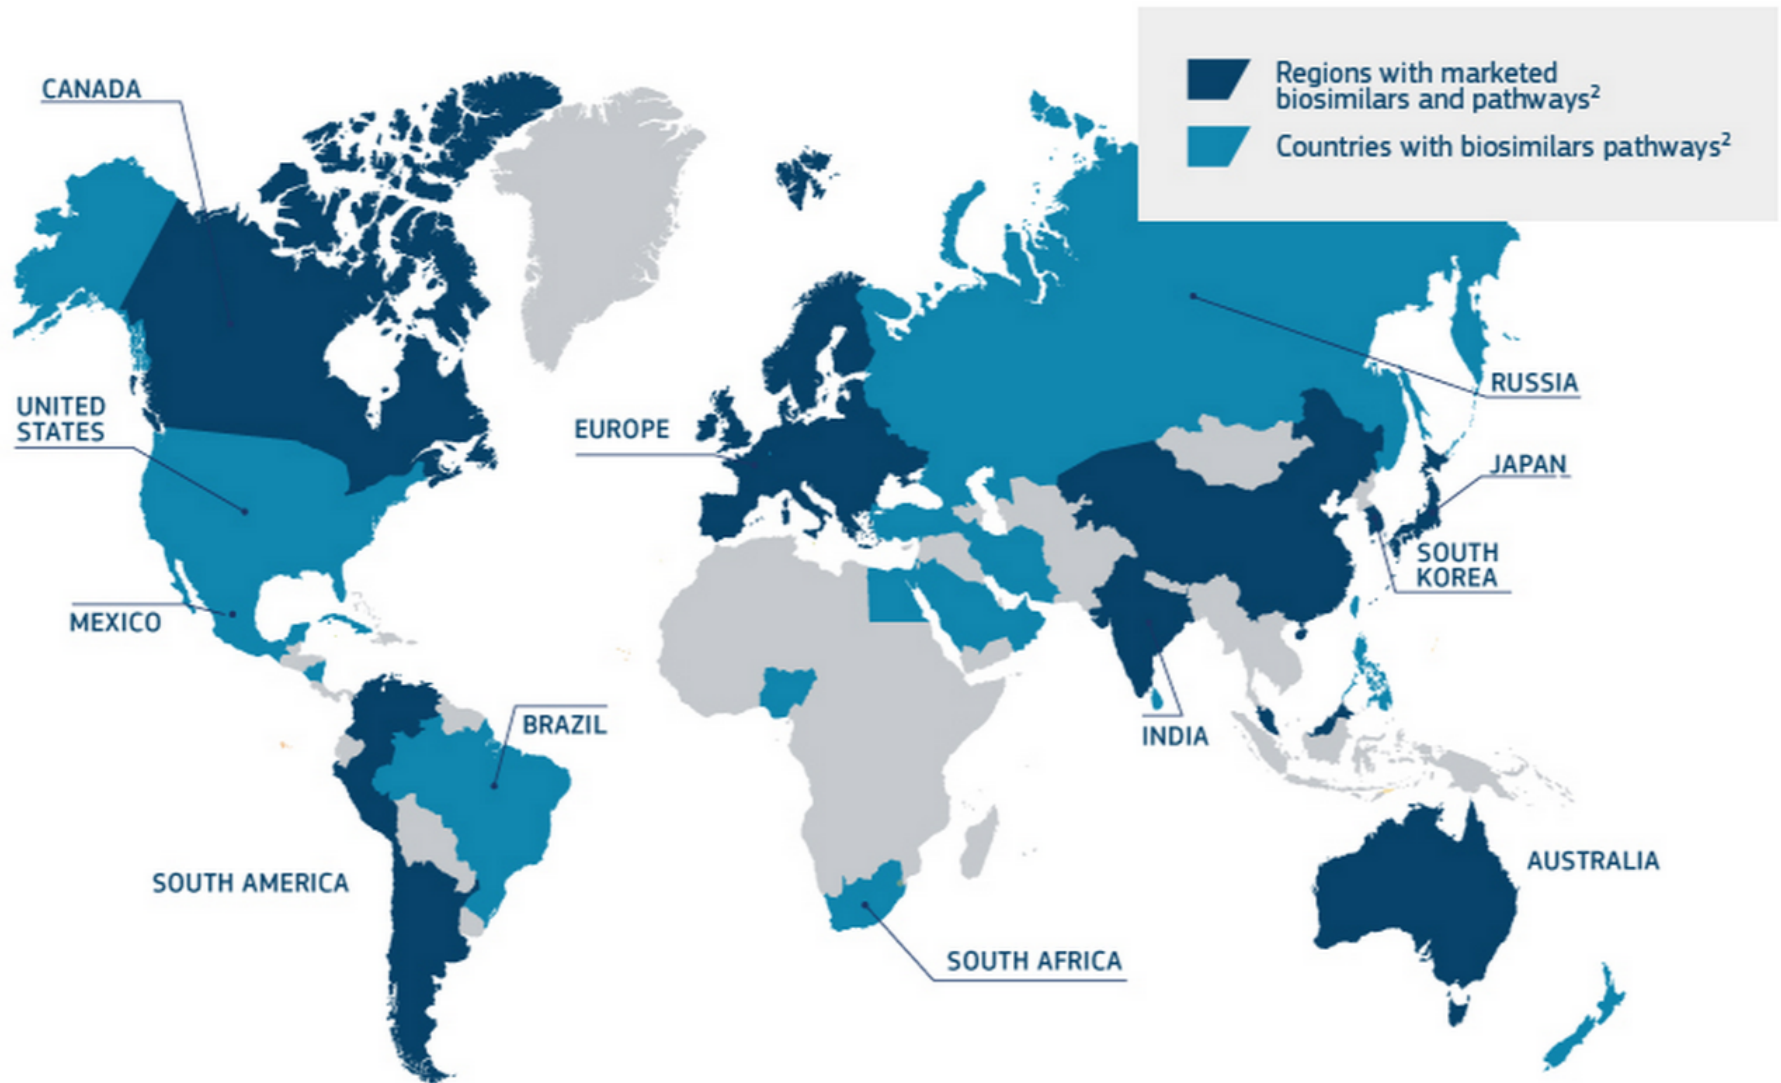 CANADA
Regions with marketed
biosimilars and pathways²
Countries with biosimilars pathways²
UNITED
STATES
EUROPE
RUSSIA
JAPAN
SOUTH
KOREA
MEXICO
BRAZIL
INDIA
SOUTH AMERICA
AUSTRALIA
SOUTH AFRICA